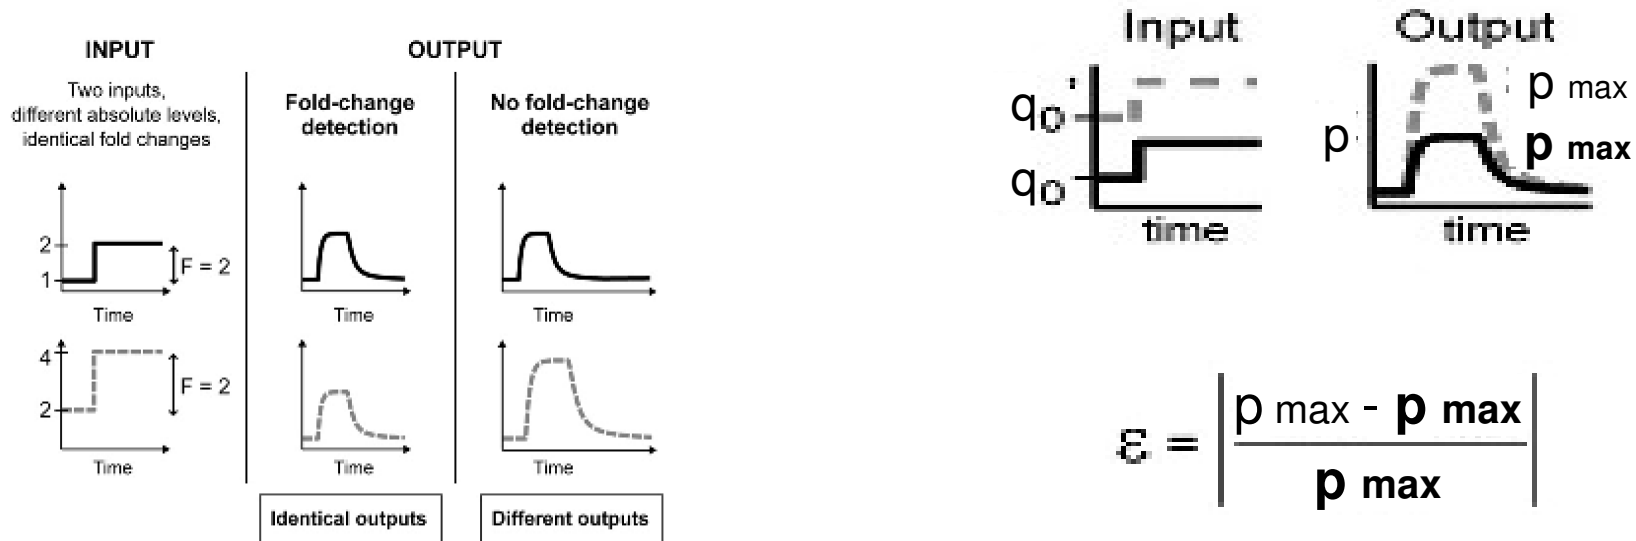 INPUT
OUTPUT
Two inputs,
different absolute levels,
identical fold changes
Fold-change
detection
No fold-change
detection
2
1
F = 2
Time
Time
Time
4
2
F = 2
Time
Time
Time
Identical outputs
Different outputs
Input
Output
q0
q0
time
p
p max
p max
time
ε = | p max - p max
p max |